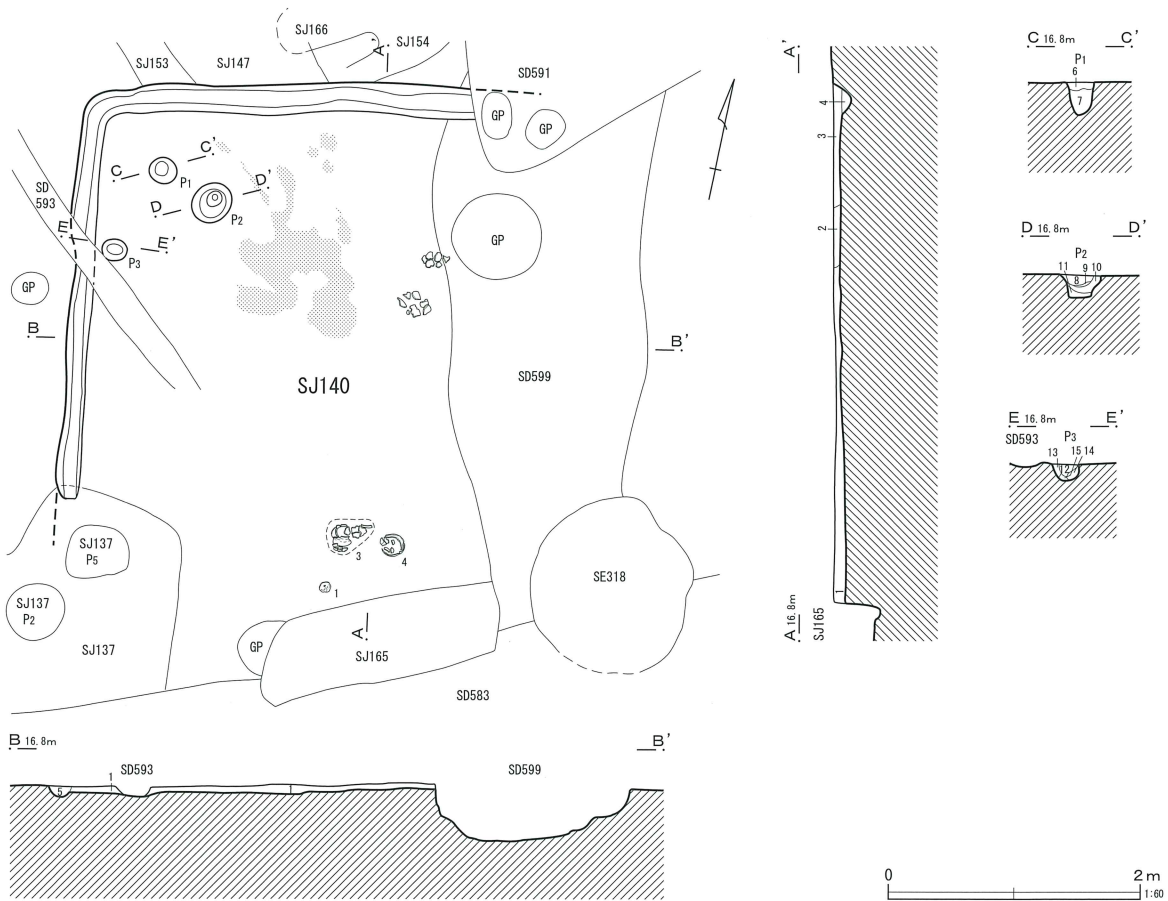 SJ166
SJ153
SJ147
A'
SJ154
SD591
GP
GP
C
C'
P1
D
D'
P2
SD
593
E
E'
P3
GP
GP
B
B'
SJ140
SD599
SJ137
P5
3
4
1
SJ137
P2
SJ137
GP
A
SJ165
SE318
SD583
A'
4
3
2
1
A 16.8m
SJ165
C 16.8m
C'
P1
6
7
D 16.8m
D'
P2
11
9
10
8
E 16.8m
E'
SD593
P3
13
15
14
12
B 16.8m
B'
SD593
SD599
1
5
1
0
2m
1:60